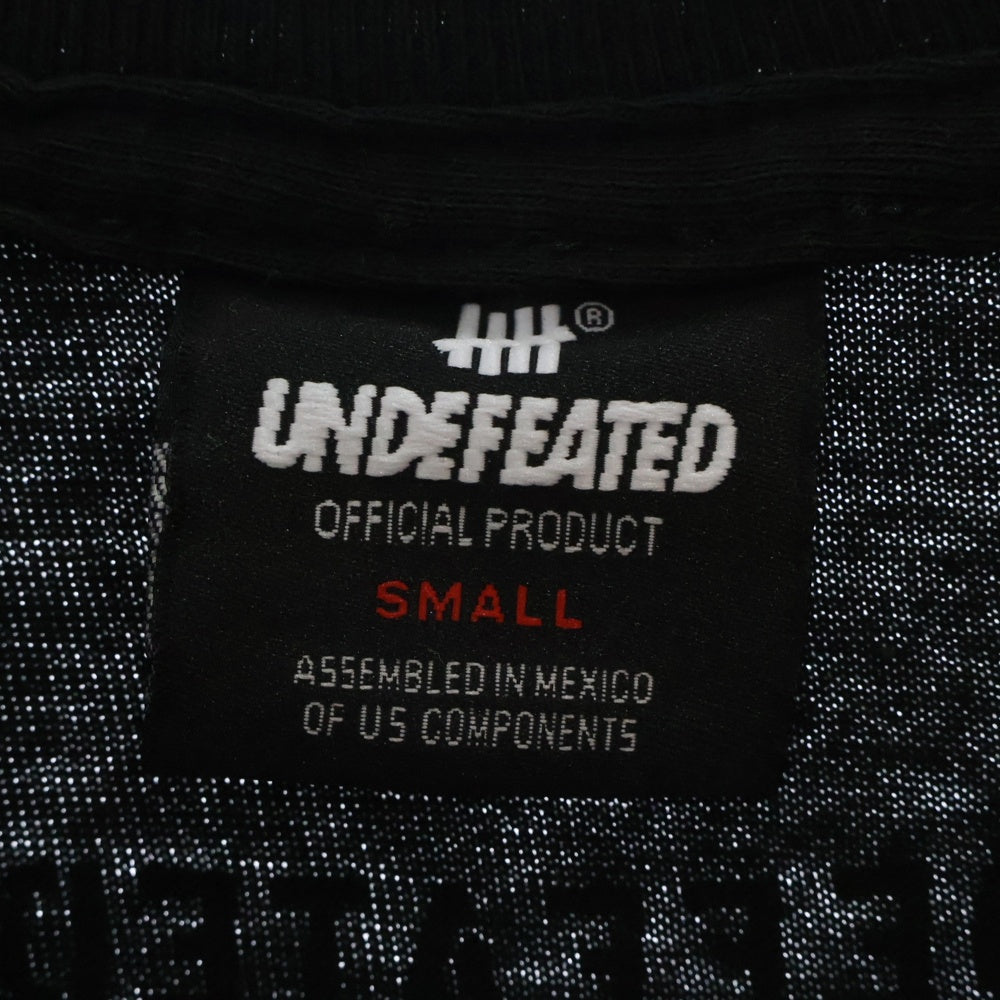 ®
UNDEFEATED
OFFICIAL PRODUCT
SMALL
ASSEMBLED IN MEXICO
OF US COMPONENTS